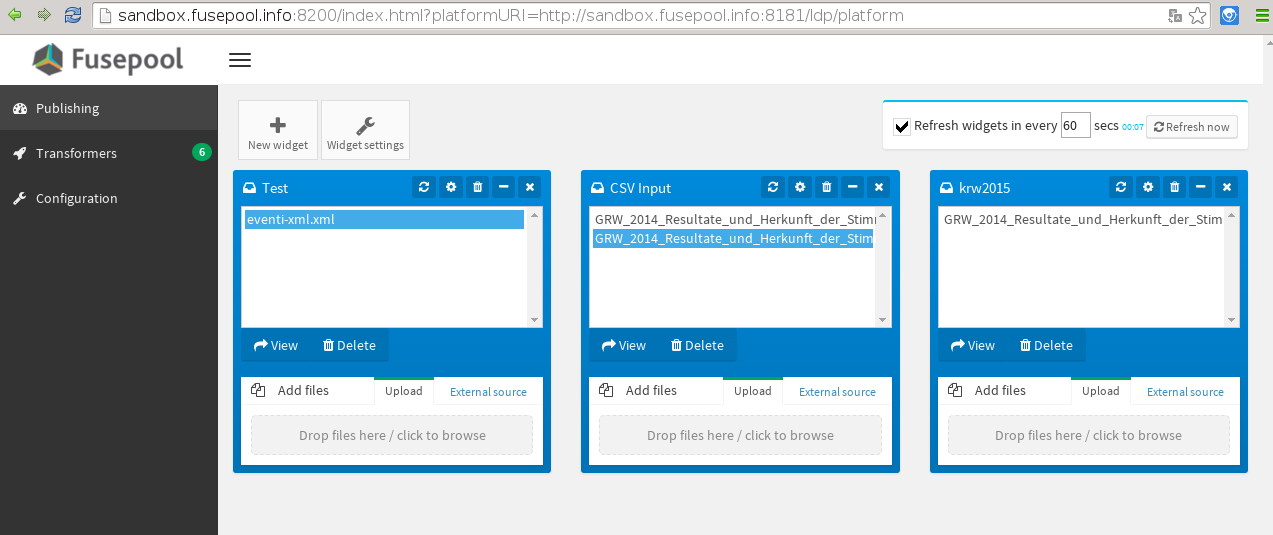 sandbox.fusepool.info:8200/index.html?platformURI=http://sandbox.fusepool.info:8181/ldp/platform
Fusepool
Publishing
Transformers 6
Configuration
New widget
Widget settings
Refresh widgets in every 60 secs 00:07 Refresh now
Test
eventi-xml.xml
View Delete
Add files Upload External source
Drop files here / click to browse
CSV Input
GRW_2014_Resultate_und_Herkunft_der_Stimm
GRW_2014_Resultate_und_Herkunft_der_Stim
View Delete
Add files Upload External source
Drop files here / click to browse
krw2015
GRW_2014_Resultate_und_Herkunft_der_Stim
View Delete
Add files Upload External source
Drop files here / click to browse